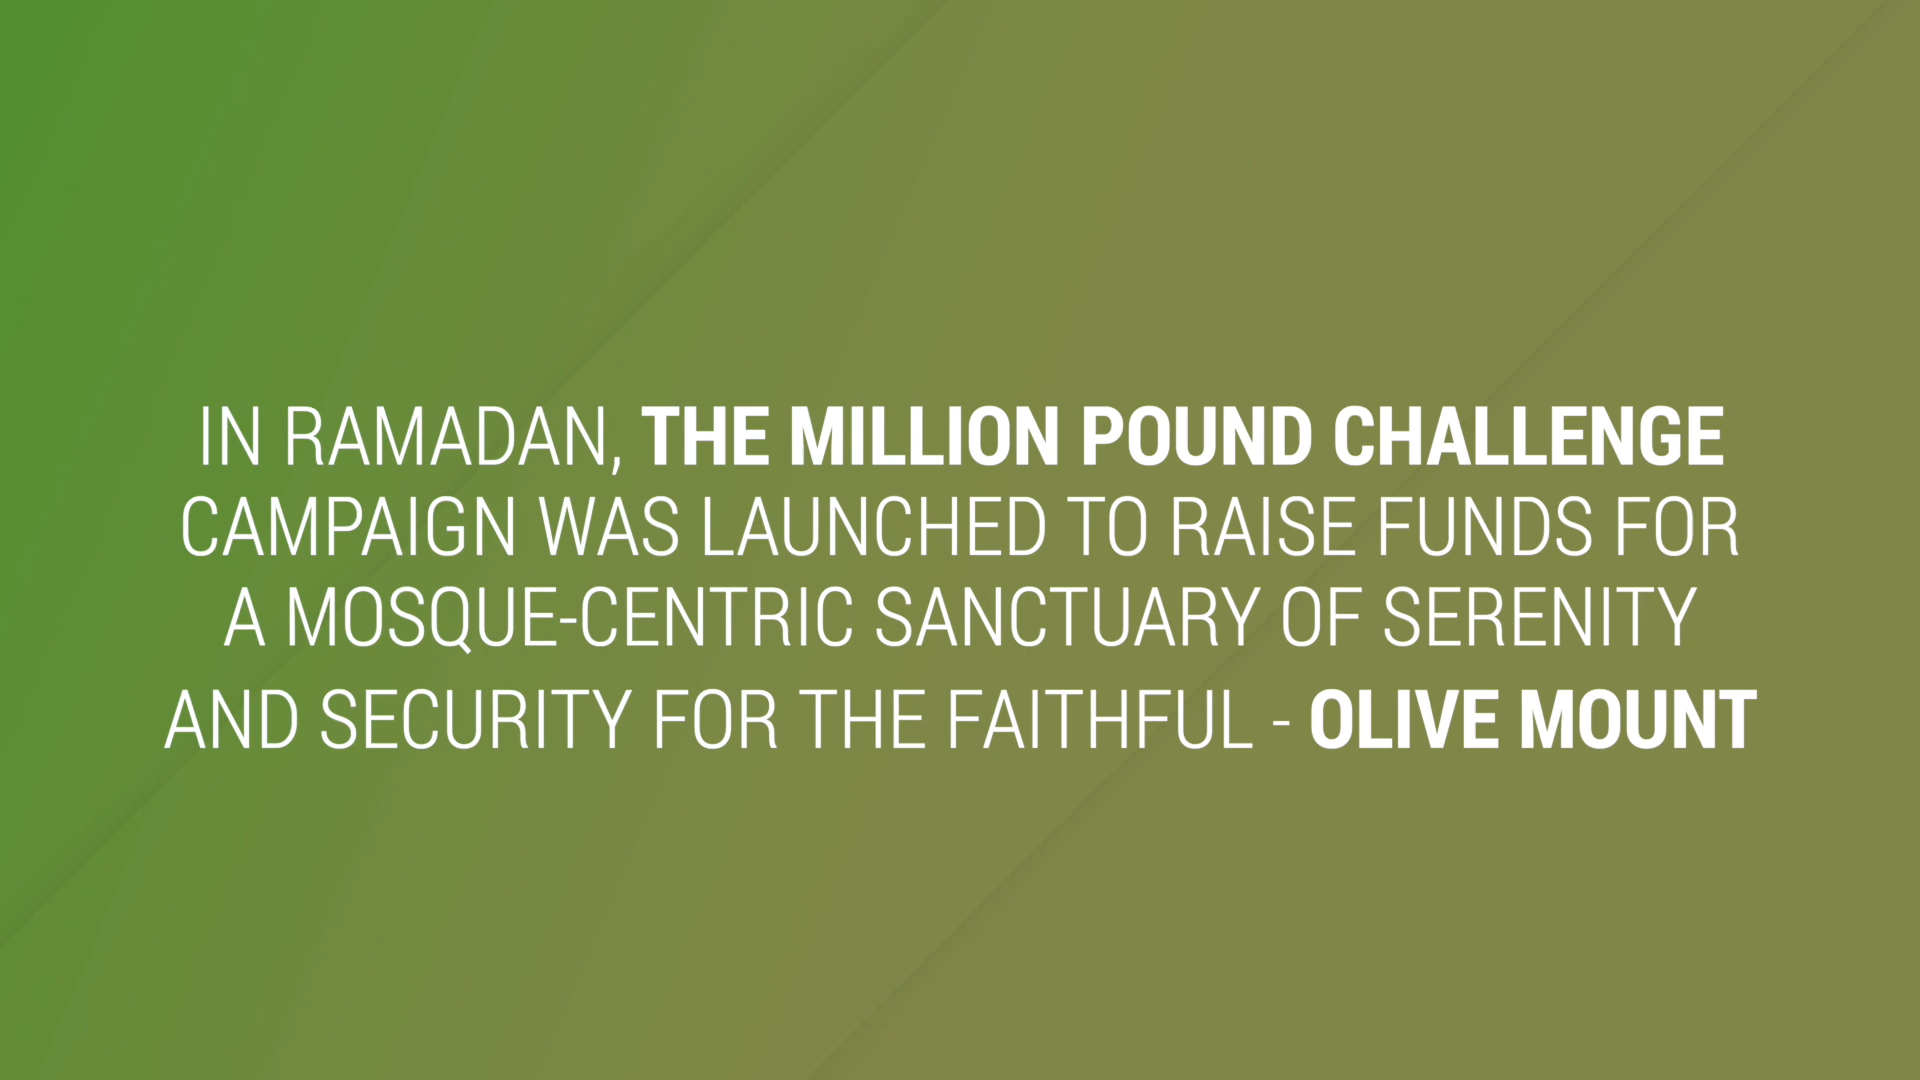 IN RAMADAN, THE MILLION POUND CHALLENGE
CAMPAIGN WAS LAUNCHED TO RAISE FUNDS FOR
A MOSQUE-CENTRIC SANCTUARY OF SERENITY
AND SECURITY FOR THE FAITHFUL - OLIVE MOUNT